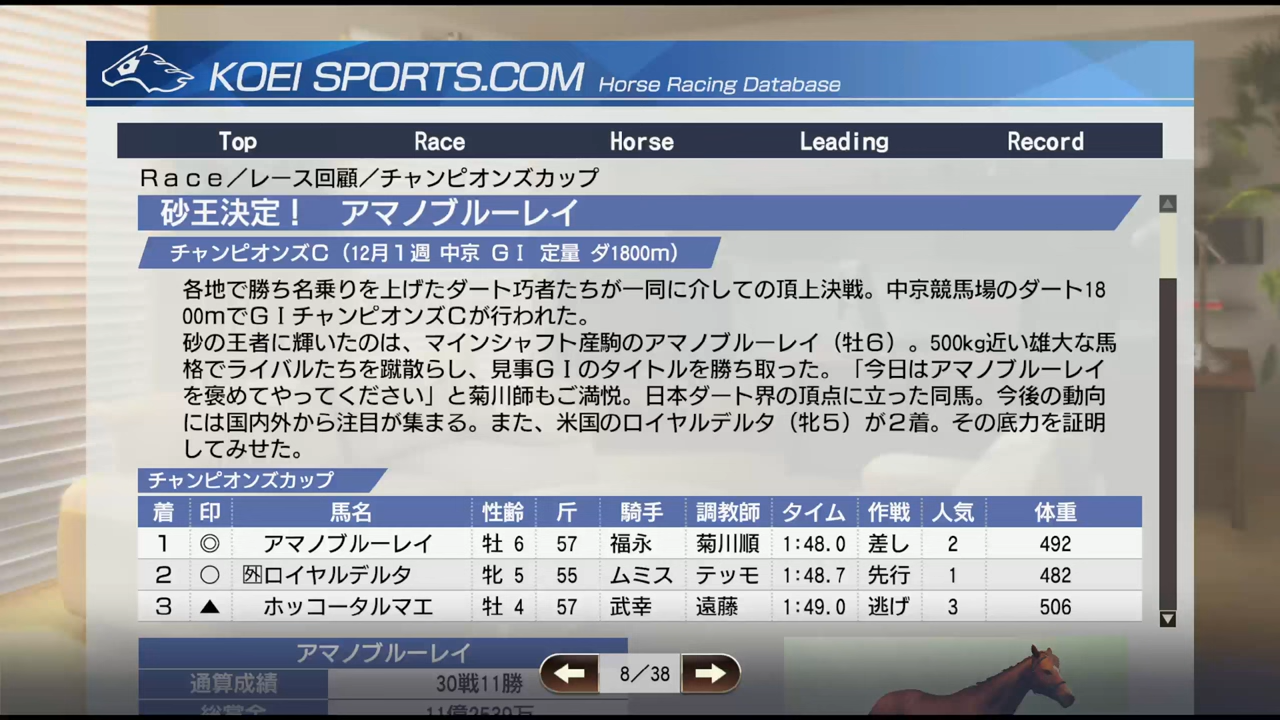 KOEI SPORTS.COM Horse Racing Database
Top Race Horse Leading Record
Ｒａｃｅ／レース回顧／チャンピオンズカップ
砂王決定！　アマノブルーレイ
チャンピオンズＣ（12月１週 中京 ＧⅠ 定量 ダ1800ｍ）
各地で勝ち名乗りを上げたダート巧者たちが一同に介しての頂上決戦。中京競馬場のダート18
00ｍでＧⅠチャンピオンズＣが行われた。
砂の王者に輝いたのは、マインシャフト産駒のアマノブルーレイ（牡６）。500kg近い雄大な馬
格でライバルたちを蹴散らし、見事ＧⅠのタイトルを勝ち取った。「今日はアマノブルーレイ
を褒めてやってください」と菊川師もご満悦。日本ダート界の頂点に立った同馬。今後の動向
には国内外から注目が集まる。また、米国のロイヤルデルタ（牝５）が２着。その底力を証明
してみせた。
チャンピオンズカップ
着 印 馬名 性齢 斤 騎手 調教師 タイム 作戦 人気 体重
1 ◎ アマノブルーレイ 牡 6 57 福永 菊川順 1:48.0 差し 2 492
2 ○ 外ロイヤルデルタ 牝 5 55 ムミス テッモ 1:48.7 先行 1 482
3 ▲ ホッコータルマエ 牡 4 57 武幸 遠藤 1:49.0 逃げ 3 506
アマノブルーレイ
8／38
通算成績 30戦11勝
総賞金 11億2539万